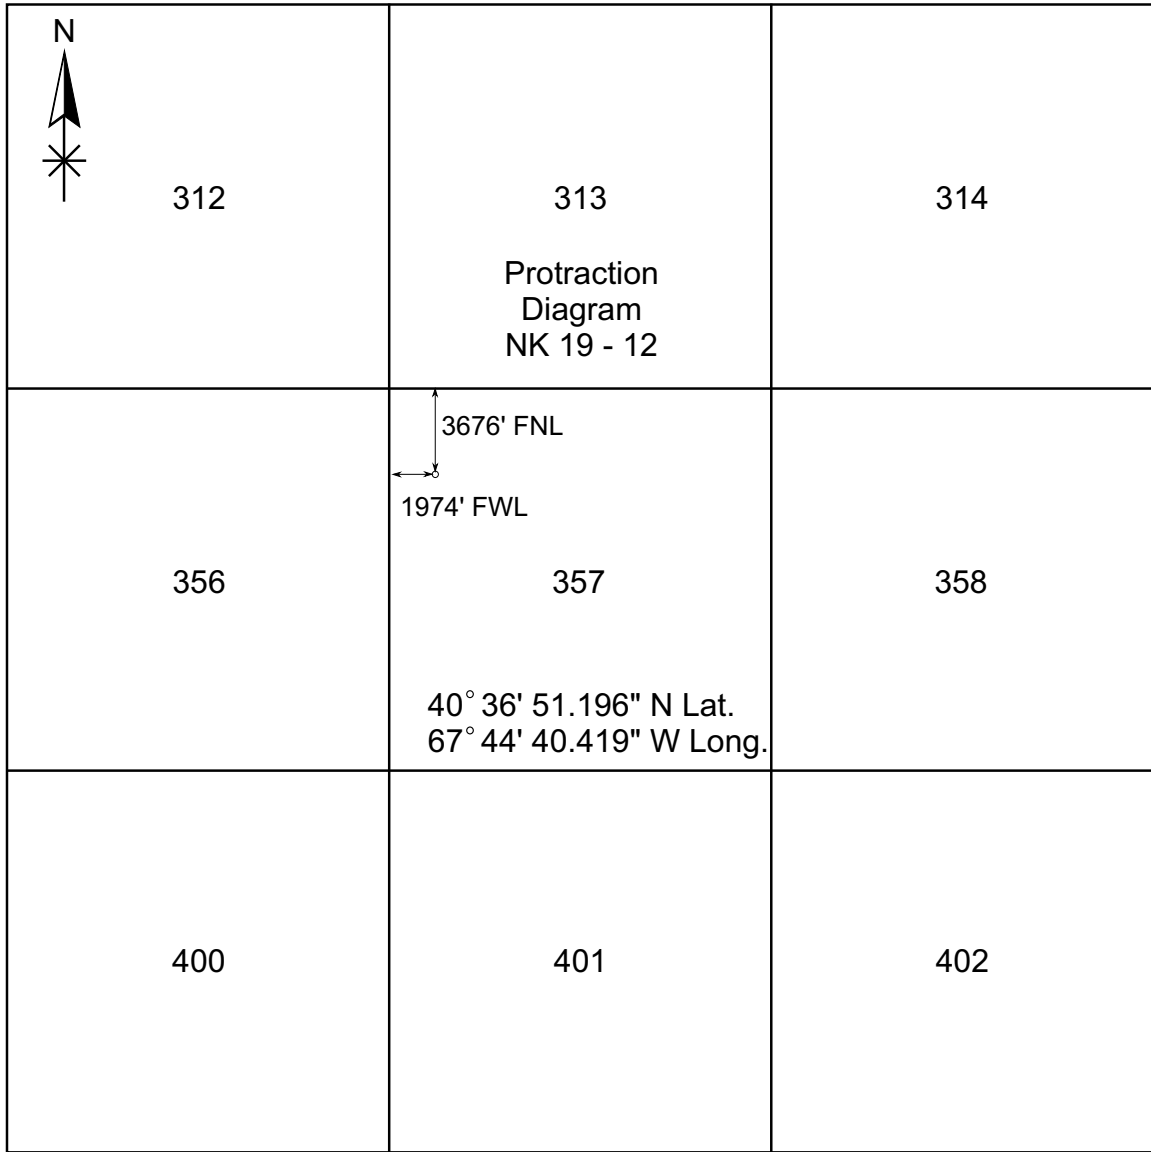 N
312
313
314
Protraction
Diagram
NK 19 - 12
3676' FNL
1974' FWL
356
357
358
40° 36' 51.196" N Lat.
67° 44' 40.419" W Long.
400
401
402